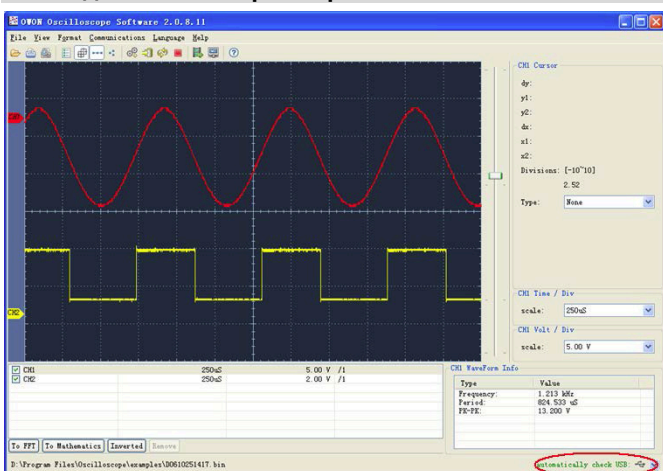 OWON Oscilloscope Software 2.0.8.11
File View Format Communications Language Help
CH1 Cursor
dy:
y1:
y2:
dx:
x1:
x2:
Divisions: [-10~10]
2.52
Type: None
CH1
CH2
CH1 Time / Div
scale: 250uS
CH1 Volt / Div
scale: 5.00 V
CH1 250uS 5.00 V /1
CH2 250uS 2.00 V /1
CH1 WaveForm Info
Type Value
Frequency: 1.213 kHz
Period: 824.533 uS
PK-PK: 13.200 V
To FFT To Mathematics Inverted Remove
D:\Program Files\Oscilloscope\examples\D0610251417.bin
automatically check USB: